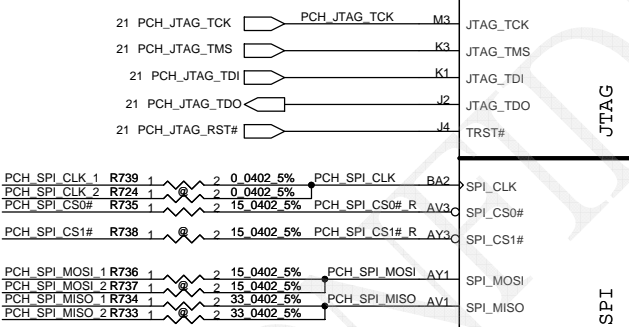 21 PCH_JTAG_TCK PCH_JTAG_TCK M3 JTAG_TCK
21 PCH_JTAG_TMS K3 JTAG_TMS
21 PCH_JTAG_TDI K1 JTAG_TDI
21 PCH_JTAG_TDO J2 JTAG_TDO
21 PCH_JTAG_RST# J4 TRST#
JTAG
PCH_SPI_CLK_1 R739 1 2 0_0402_5% PCH_SPI_CLK BA2 SPI_CLK
PCH_SPI_CLK_2 R724 1 @ 2 0_0402_5%
PCH_SPI_CS0# R735 1 2 15_0402_5% PCH_SPI_CS0#_R AV3 SPI_CS0#
PCH_SPI_CS1# R738 1 @ 2 15_0402_5% PCH_SPI_CS1#_R AY3 SPI_CS1#
PCH_SPI_MOSI_1 R736 1 2 15_0402_5% PCH_SPI_MOSI AY1 SPI_MOSI
PCH_SPI_MOSI_2 R737 1 @ 2 15_0402_5%
PCH_SPI_MISO_1 R734 1 2 33_0402_5% PCH_SPI_MISO AV1 SPI_MISO
PCH_SPI_MISO_2 R733 1 @ 2 33_0402_5%
SPI